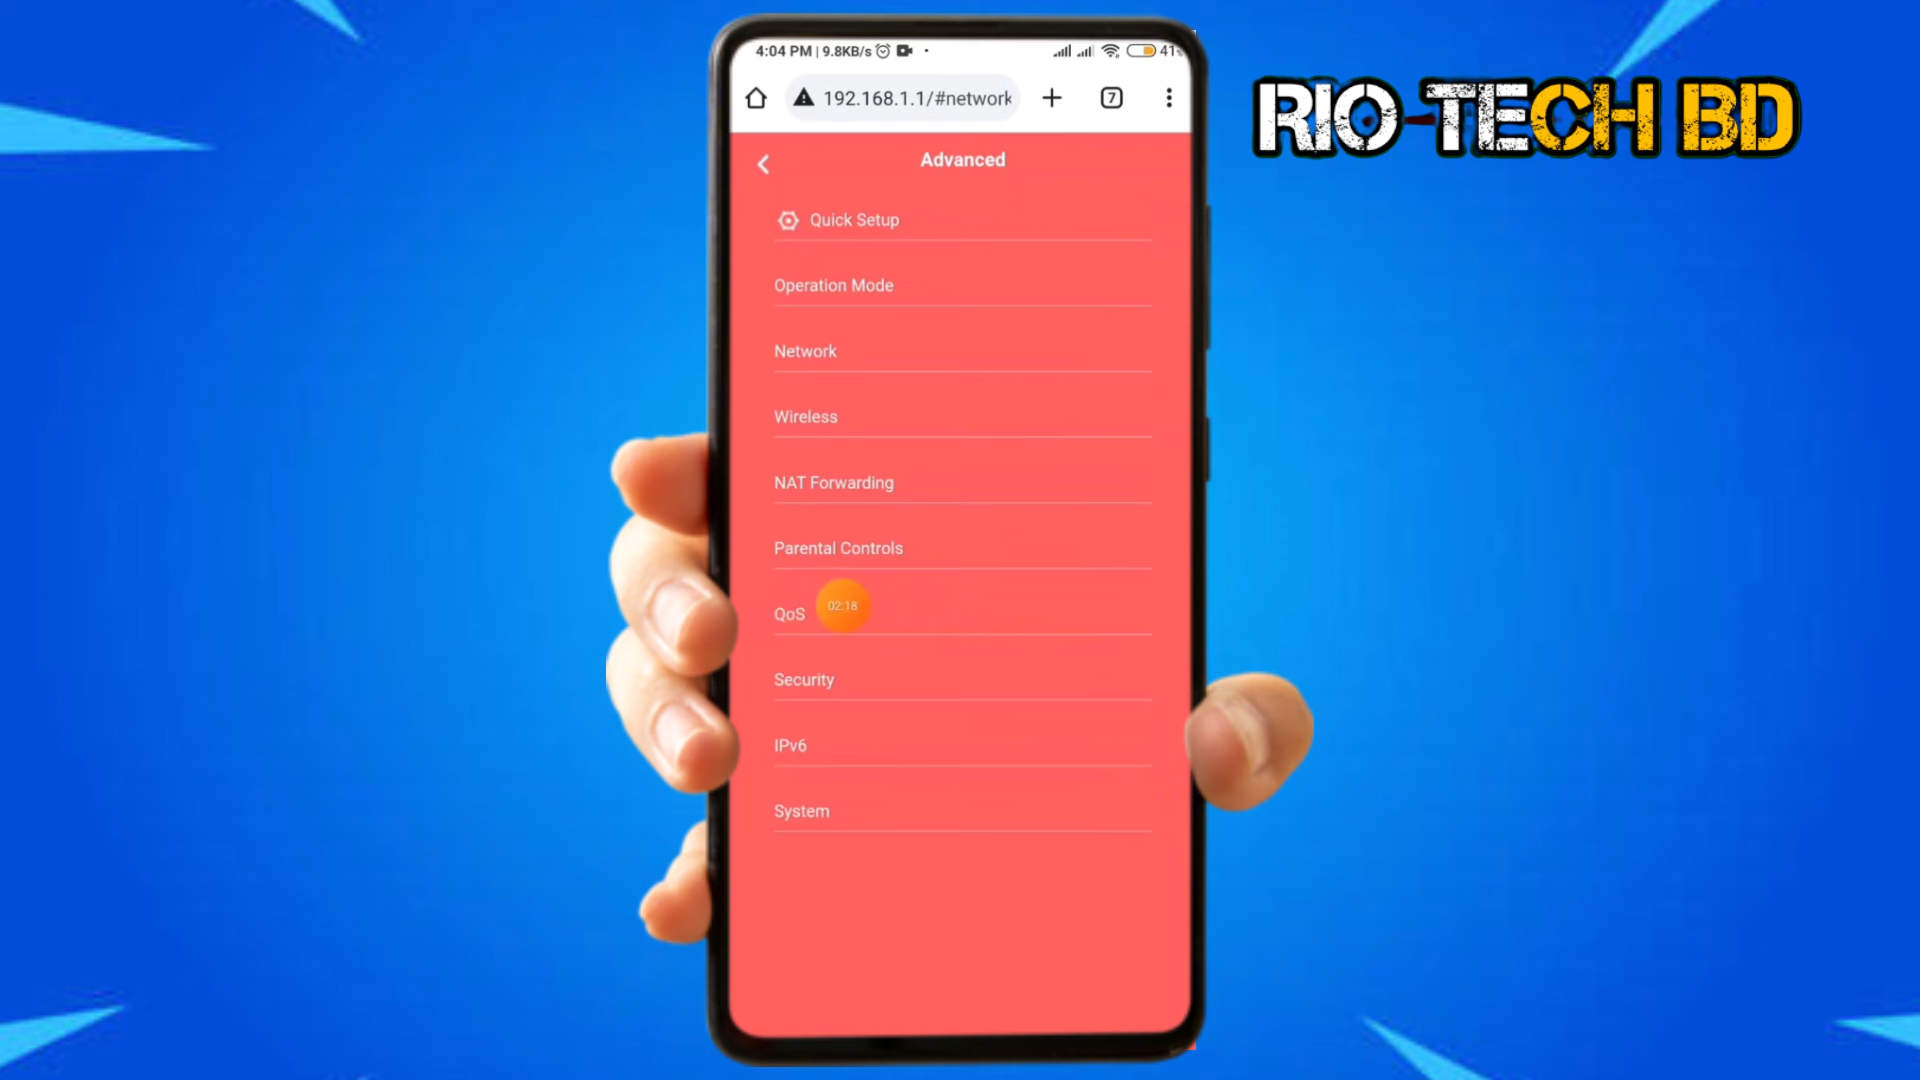 4:04 PM | 9.8KB/s
41%
192.168.1.1/#network
7
RIO-TECH BD
Advanced
Quick Setup
Operation Mode
Network
Wireless
NAT Forwarding
Parental Controls
QoS
02:18
Security
IPv6
System